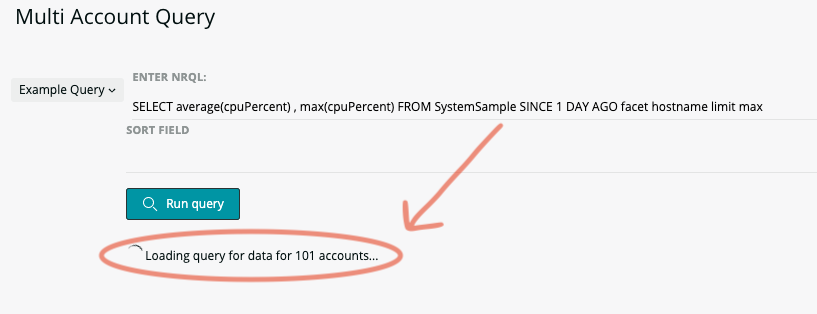 Multi Account Query
ENTER NRQL:
Example Query
SELECT average(cpuPercent) , max(cpuPercent) FROM SystemSample SINCE 1 DAY AGO facet hostname limit max
SORT FIELD
Run query
Loading query for data for 101 accounts...